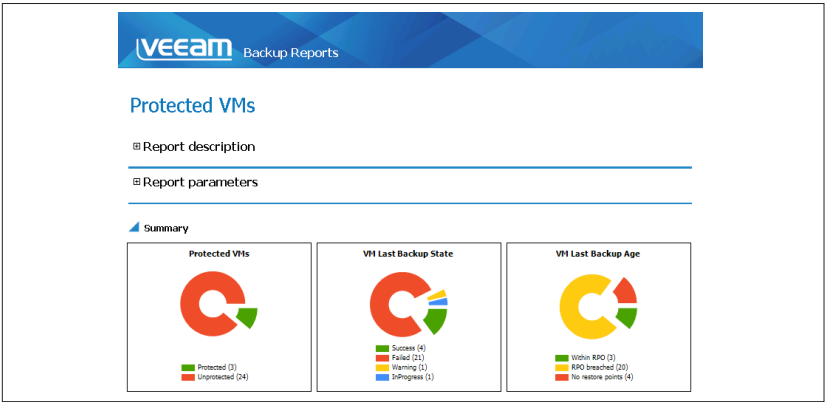 veeam Backup Reports
Protected VMs
Report description
Report parameters
Summary
Protected VMs
Protected (3)
Unprotected (24)
VM Last Backup State
Success (4)
Failed (21)
Warning (1)
InProgress (1)
VM Last Backup Age
Within RPO (3)
RPO breached (20)
No restore points (4)